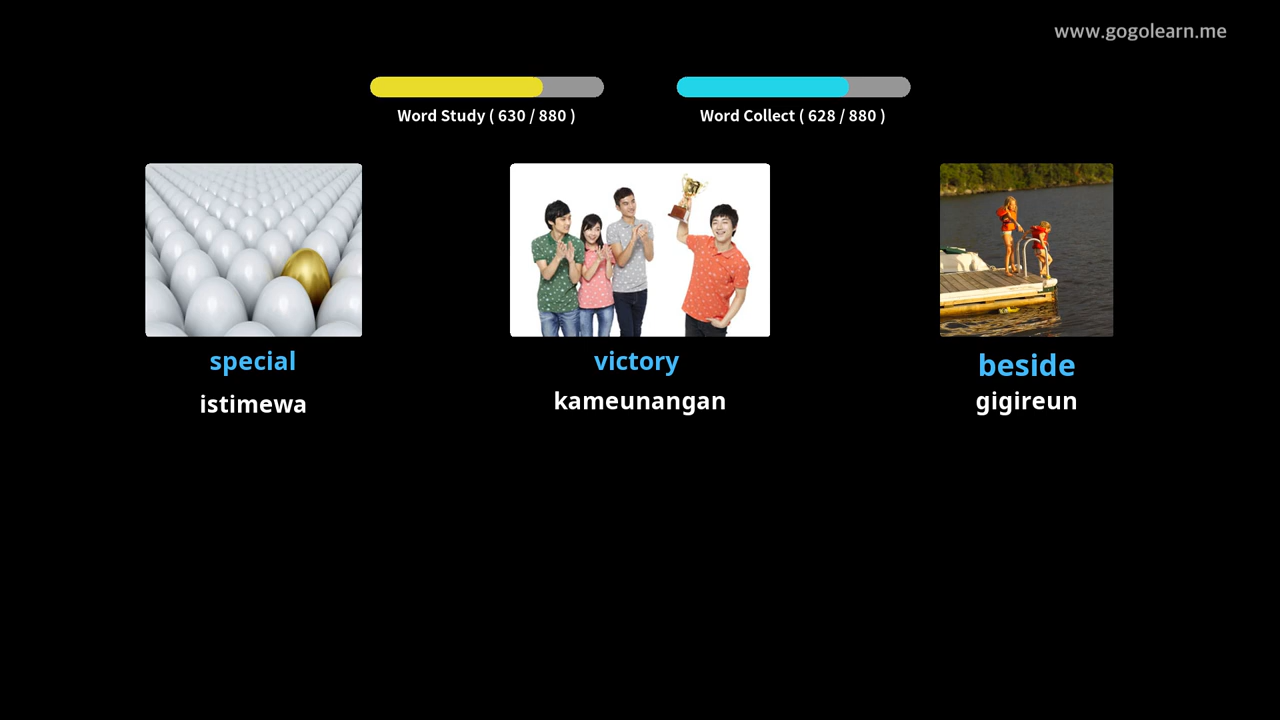 www.gogolearn.me
Word Study ( 630 / 880 )
Word Collect ( 628 / 880 )
special
istimewa
victory
kameunangan
beside
gigireun